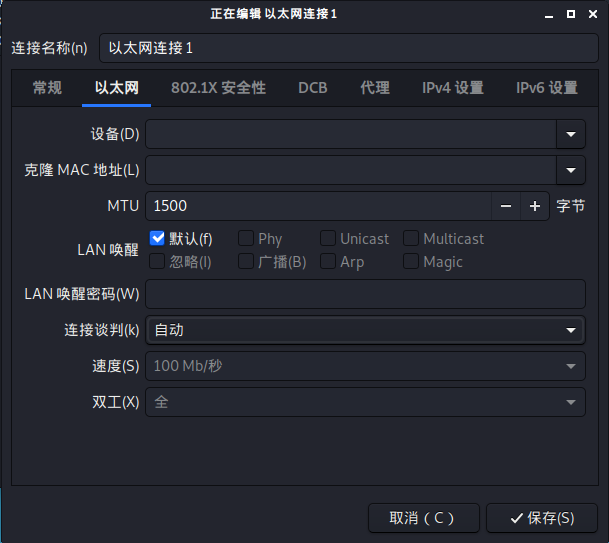 正在编辑 以太网连接 1
连接名称(n) 以太网连接 1
常规 以太网 802.1X 安全性 DCB 代理 IPv4 设置 IPv6 设置
设备(D)
克隆 MAC 地址(L)
MTU 1500 字节
LAN 唤醒 默认(f) Phy Unicast Multicast
忽略(I) 广播(B) Arp Magic
LAN 唤醒密码(W)
连接谈判(k) 自动
速度(S) 100 Mb/秒
双工(X) 全
取消（C） 保存(S)